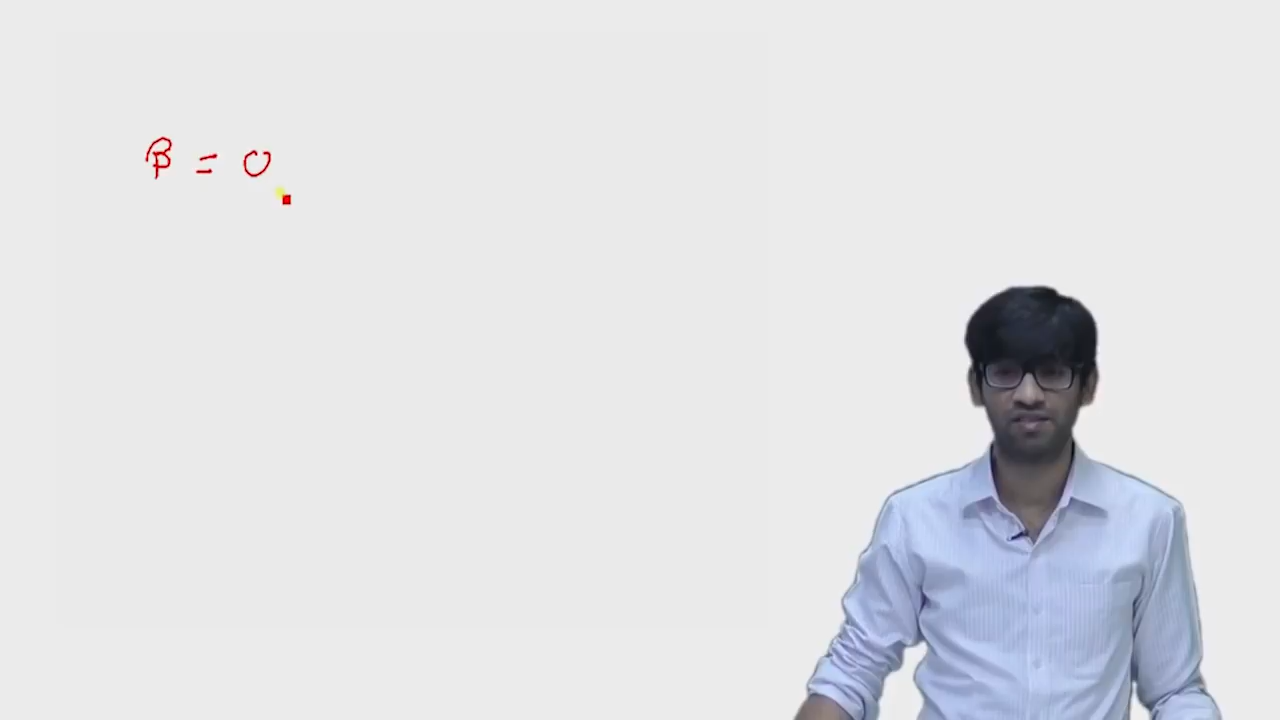 β = 0